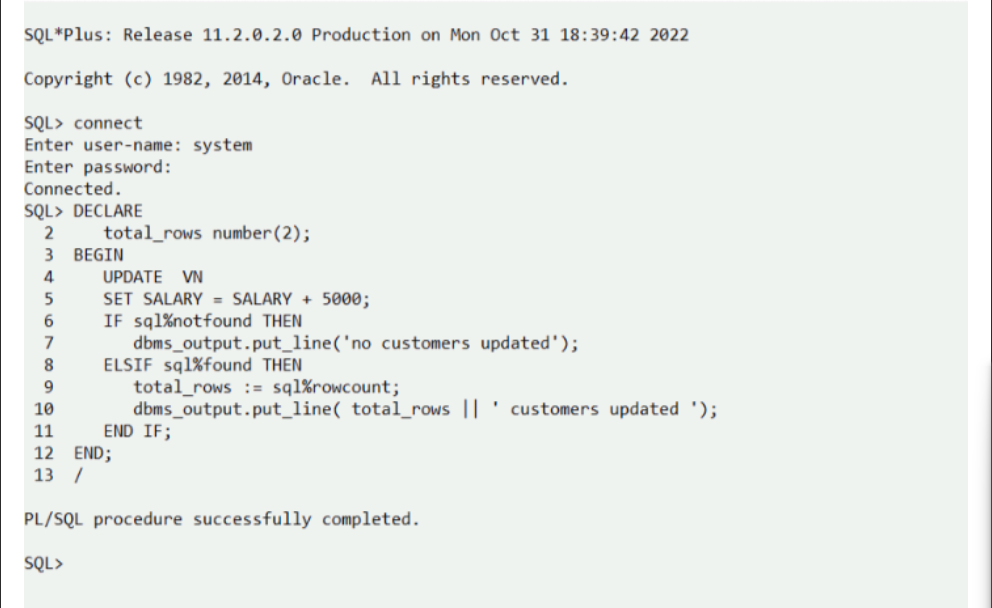 SQL*Plus: Release 11.2.0.2.0 Production on Mon Oct 31 18:39:42 2022
Copyright (c) 1982, 2014, Oracle.  All rights reserved.
SQL> connect
Enter user-name: system
Enter password:
Connected.
SQL> DECLARE
  2     total_rows number(2);
  3  BEGIN
  4     UPDATE  VN
  5     SET SALARY = SALARY + 5000;
  6     IF sql%notfound THEN
  7        dbms_output.put_line('no customers updated');
  8     ELSIF sql%found THEN
  9        total_rows := sql%rowcount;
 10        dbms_output.put_line( total_rows || ' customers updated ');
 11     END IF;
 12  END;
 13  /
PL/SQL procedure successfully completed.
SQL>